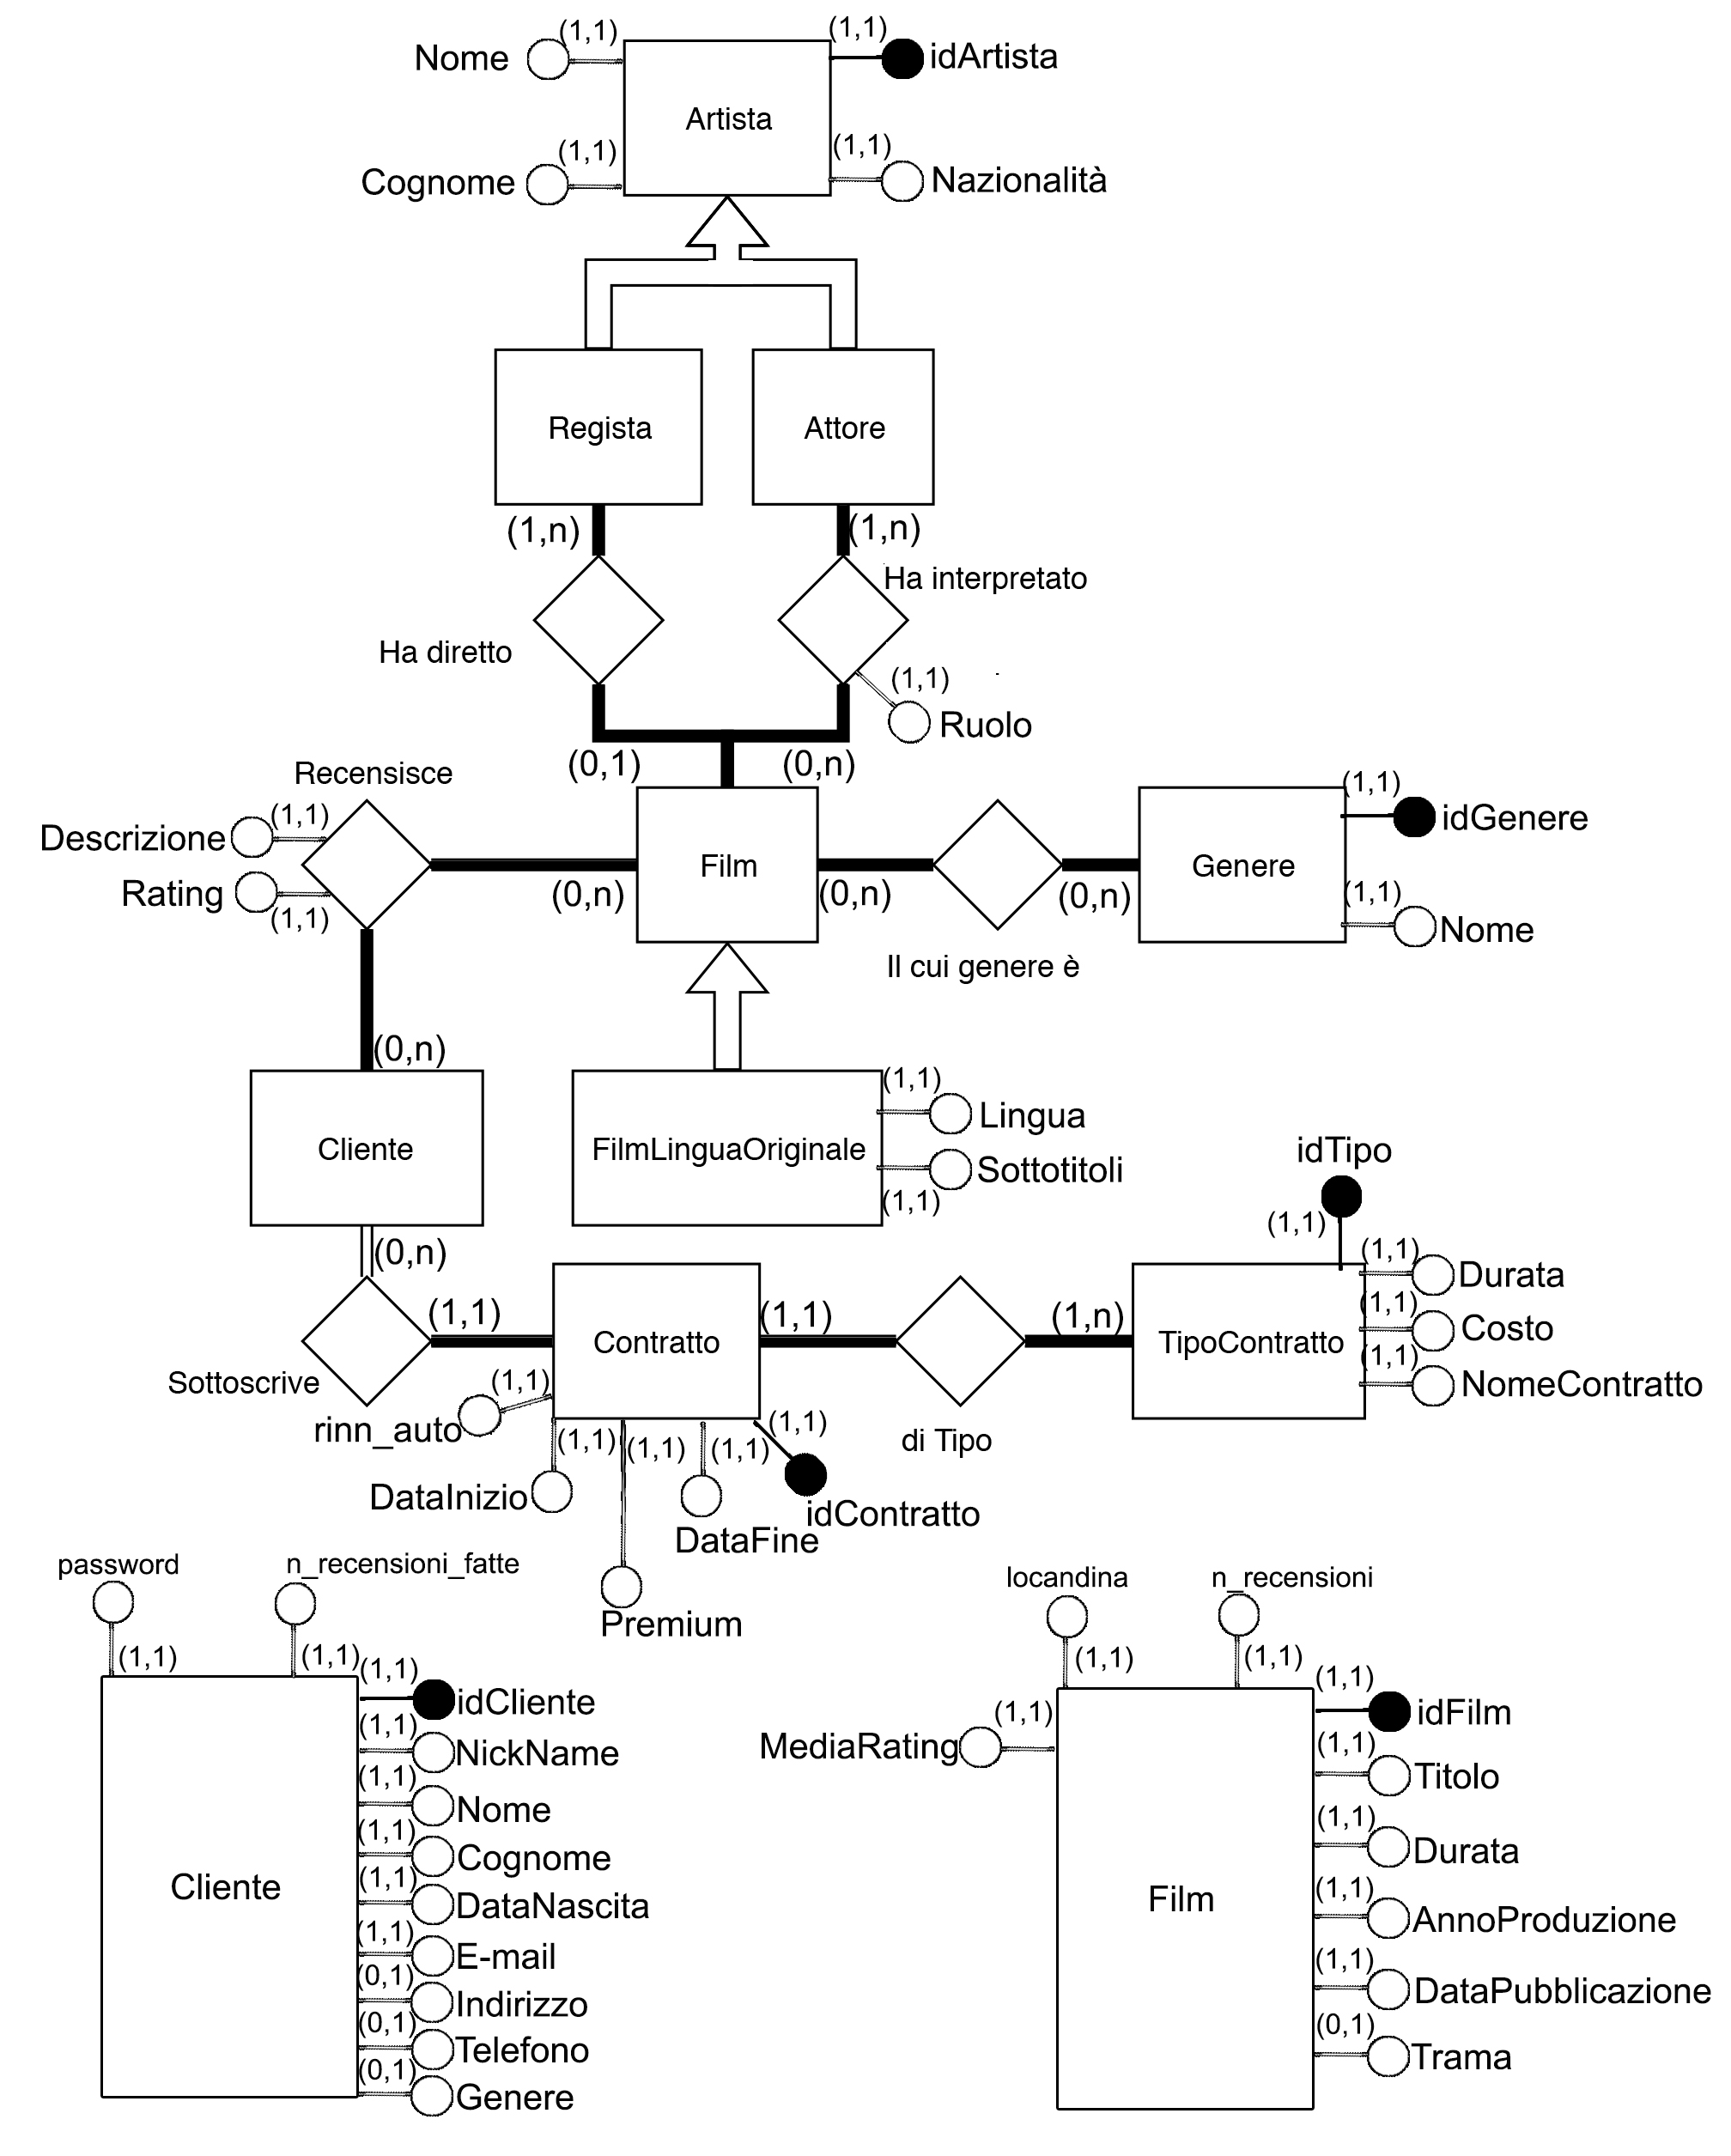 (1,1)
(1,1)
Nome
idArtista
Artista
(1,1)
(1,1)
Cognome
Nazionalità
Regista
Attore
(1,n)
(1,n)
Ha interpretato
Ha diretto
(1,1)
Ruolo
(0,1)
(0,n)
Recensisce
(1,1)
Descrizione
Rating
(1,1)
(0,n)
Film
(0,n)
(0,n)
Genere
(1,1)
idGenere
(1,1)
Nome
Il cui genere è
(0,n)
Cliente
(0,n)
FilmLinguaOriginale
(1,1)
Lingua
Sottotitoli
(1,1)
idTipo
(1,1)
(1,1)
Durata
(1,1)
Costo
(1,1)
NomeContratto
TipoContratto
(1,n)
(1,1)
Contratto
(1,1)
Sottoscrive
di Tipo
(1,1)
rinn_auto
(1,1)
DataInizio
(1,1)
Premium
(1,1)
DataFine
(1,1)
idContratto
password
(1,1)
n_recensioni_fatte
(1,1)
Cliente
(1,1)
idCliente
(1,1)
NickName
(1,1)
Nome
(1,1)
Cognome
(1,1)
DataNascita
(1,1)
E-mail
(0,1)
Indirizzo
(0,1)
Telefono
(0,1)
Genere
locandina
(1,1)
n_recensioni
(1,1)
(1,1)
MediaRating
Film
(1,1)
idFilm
(1,1)
Titolo
(1,1)
Durata
(1,1)
AnnoProduzione
(1,1)
DataPubblicazione
(0,1)
Trama